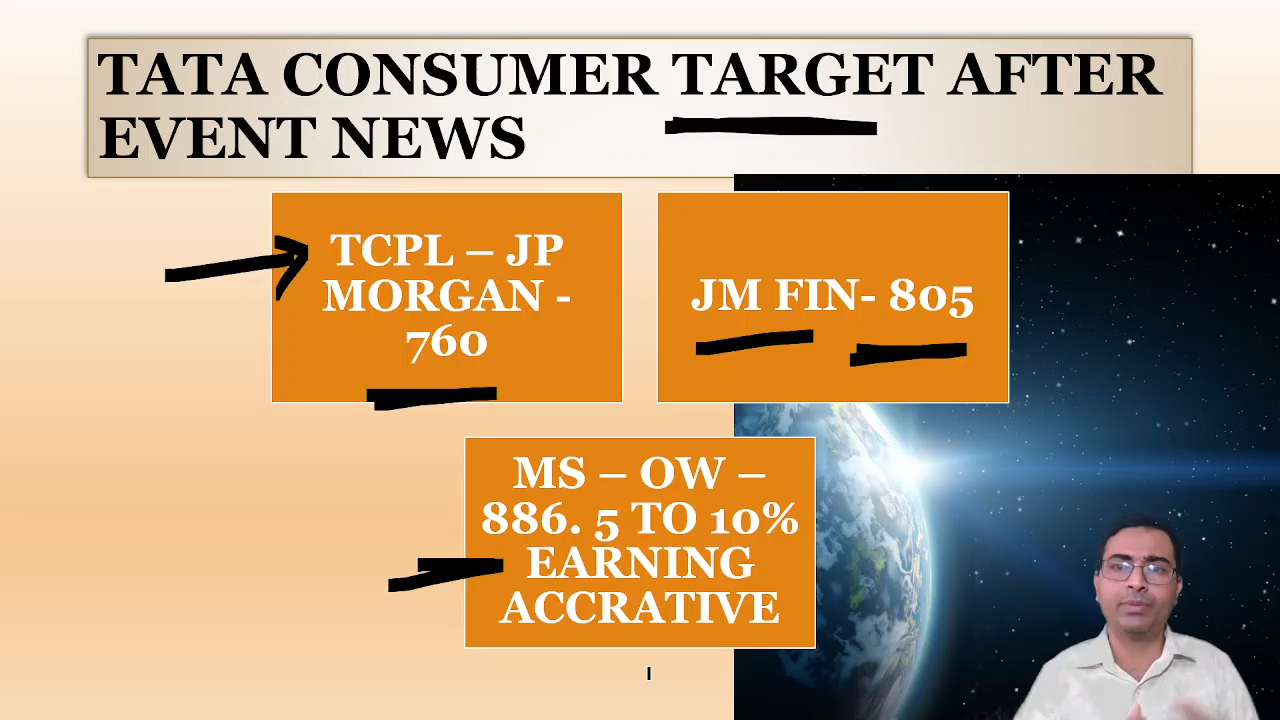 TATA CONSUMER TARGET AFTER
EVENT NEWS
TCPL – JP
MORGAN -
760
JM FIN- 805
MS – OW –
886. 5 TO 10%
EARNING
ACCRATIVE